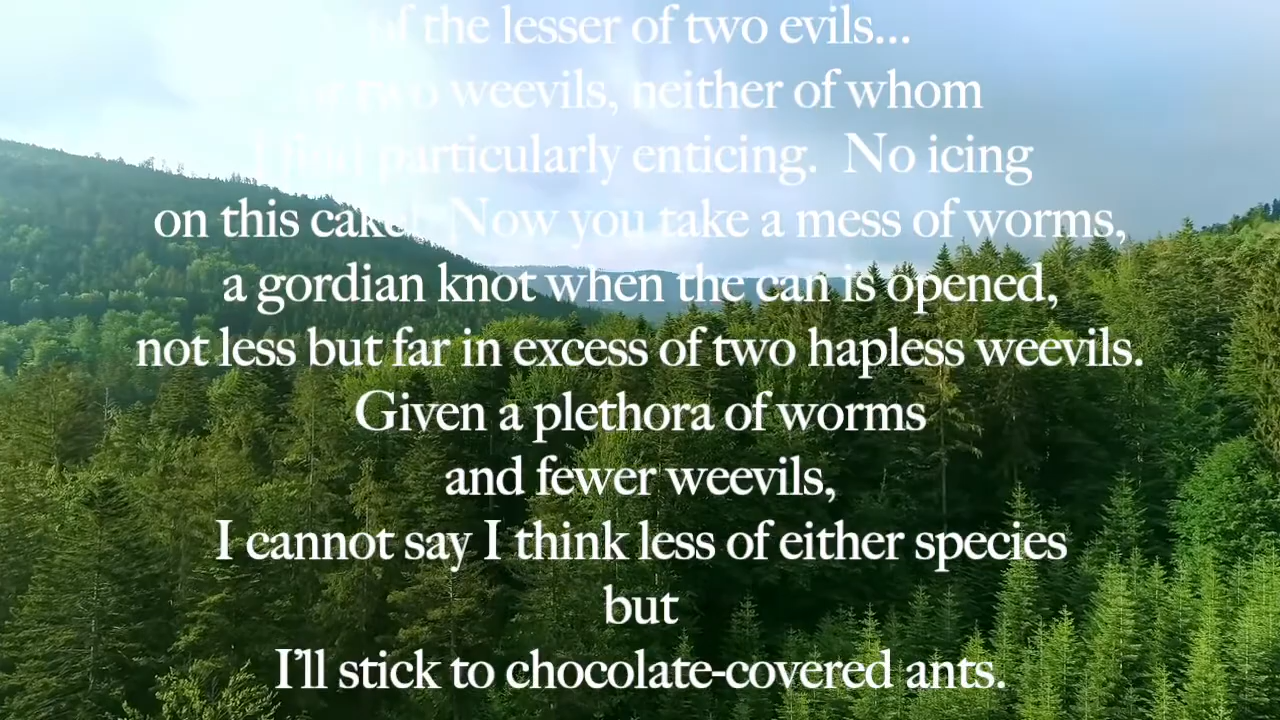 of the lesser of two evils...
or two weevils, neither of whom
I find particularly enticing. No icing
on this cake! Now you take a mess of worms,
a gordian knot when the can is opened,
not less but far in excess of two hapless weevils.
Given a plethora of worms
and fewer weevils,
I cannot say I think less of either species
but
I'll stick to chocolate-covered ants.